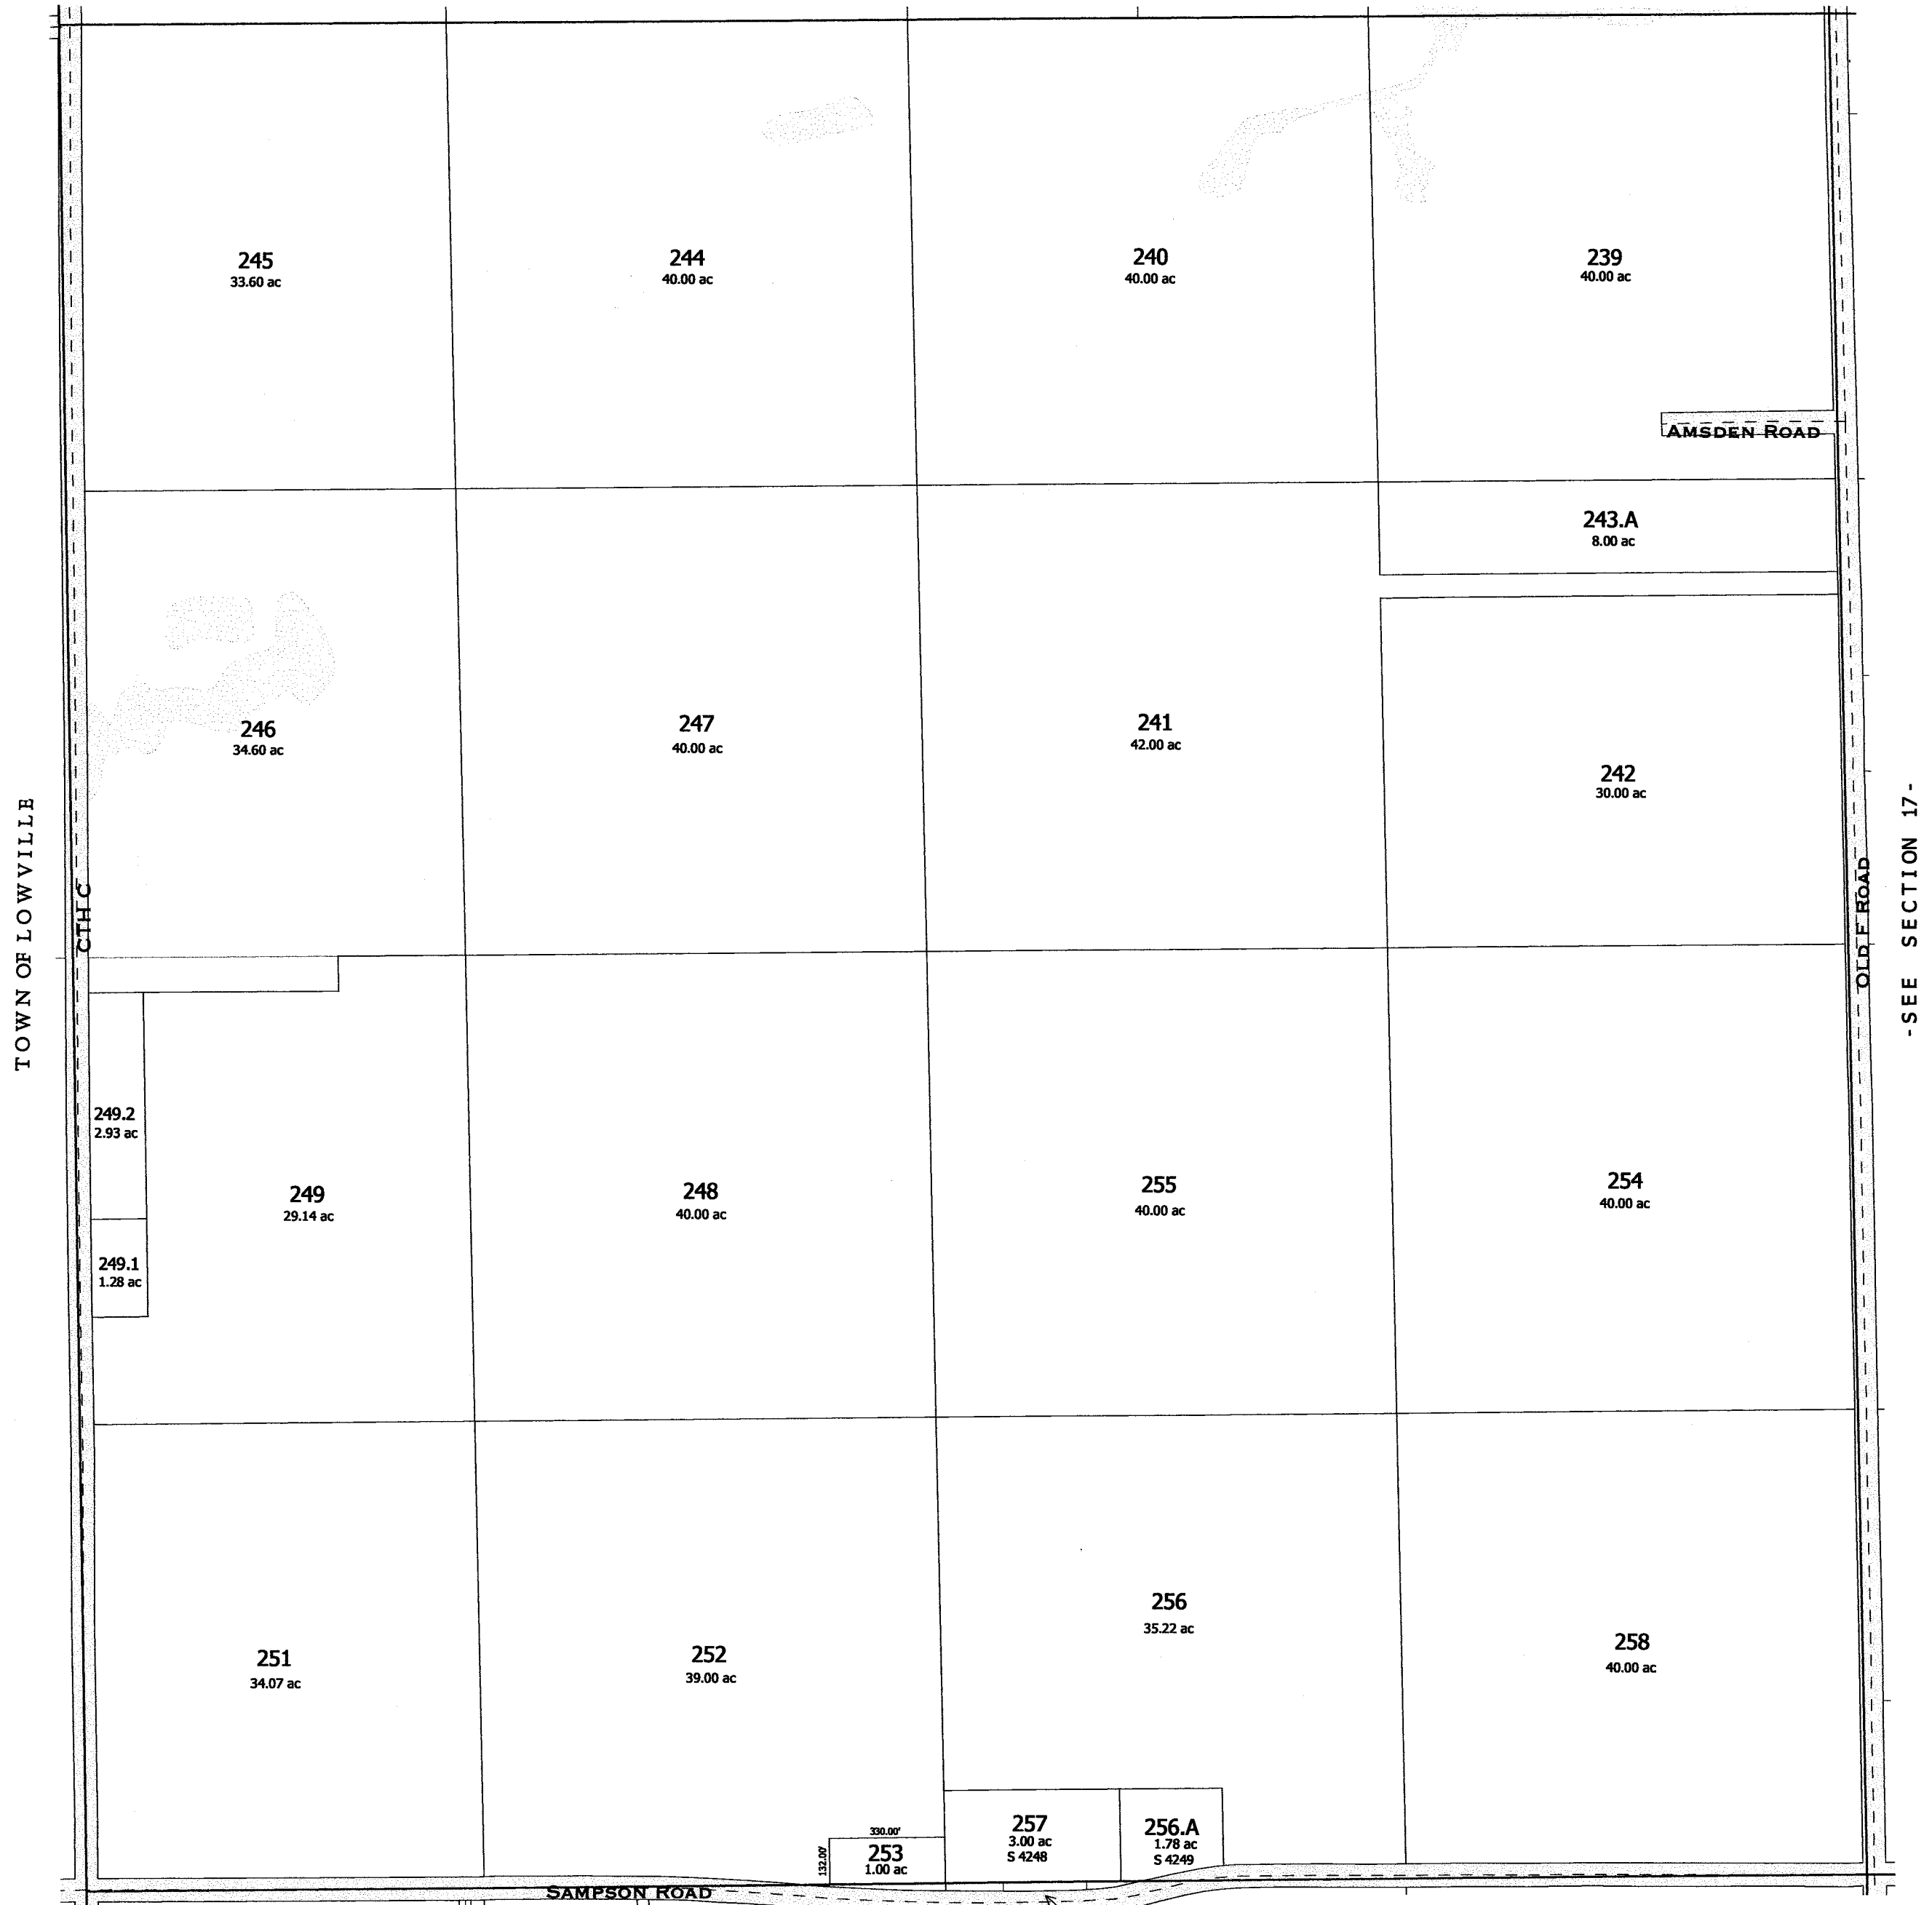 245
33.60 ac
244
40.00 ac
240
40.00 ac
239
40.00 ac
AMSDEN ROAD
243.A
8.00 ac
246
34.60 ac
247
40.00 ac
241
42.00 ac
242
30.00 ac
TOWN OF LOWVILLE
CTH C
OLD F ROAD
-SEE SECTION 17-
249.2
2.93 ac
249
29.14 ac
248
40.00 ac
255
40.00 ac
254
40.00 ac
249.1
1.28 ac
251
34.07 ac
252
39.00 ac
256
35.22 ac
258
40.00 ac
330.00'
132.00'
253
1.00 ac
257
3.00 ac
S 4248
256.A
1.78 ac
S 4249
SAMPSON ROAD